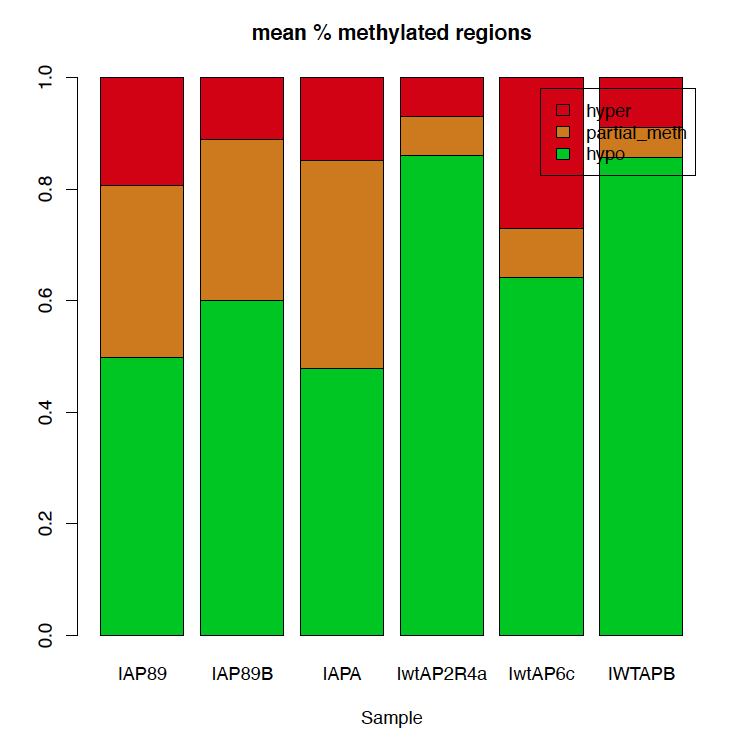 mean % methylated regions
1.0
0.8
0.6
0.4
0.2
0.0
hyper
partial_meth
hypo
IAP89 IAP89B IAPA IwtAP2R4a IwtAP6c IWTAPB
Sample